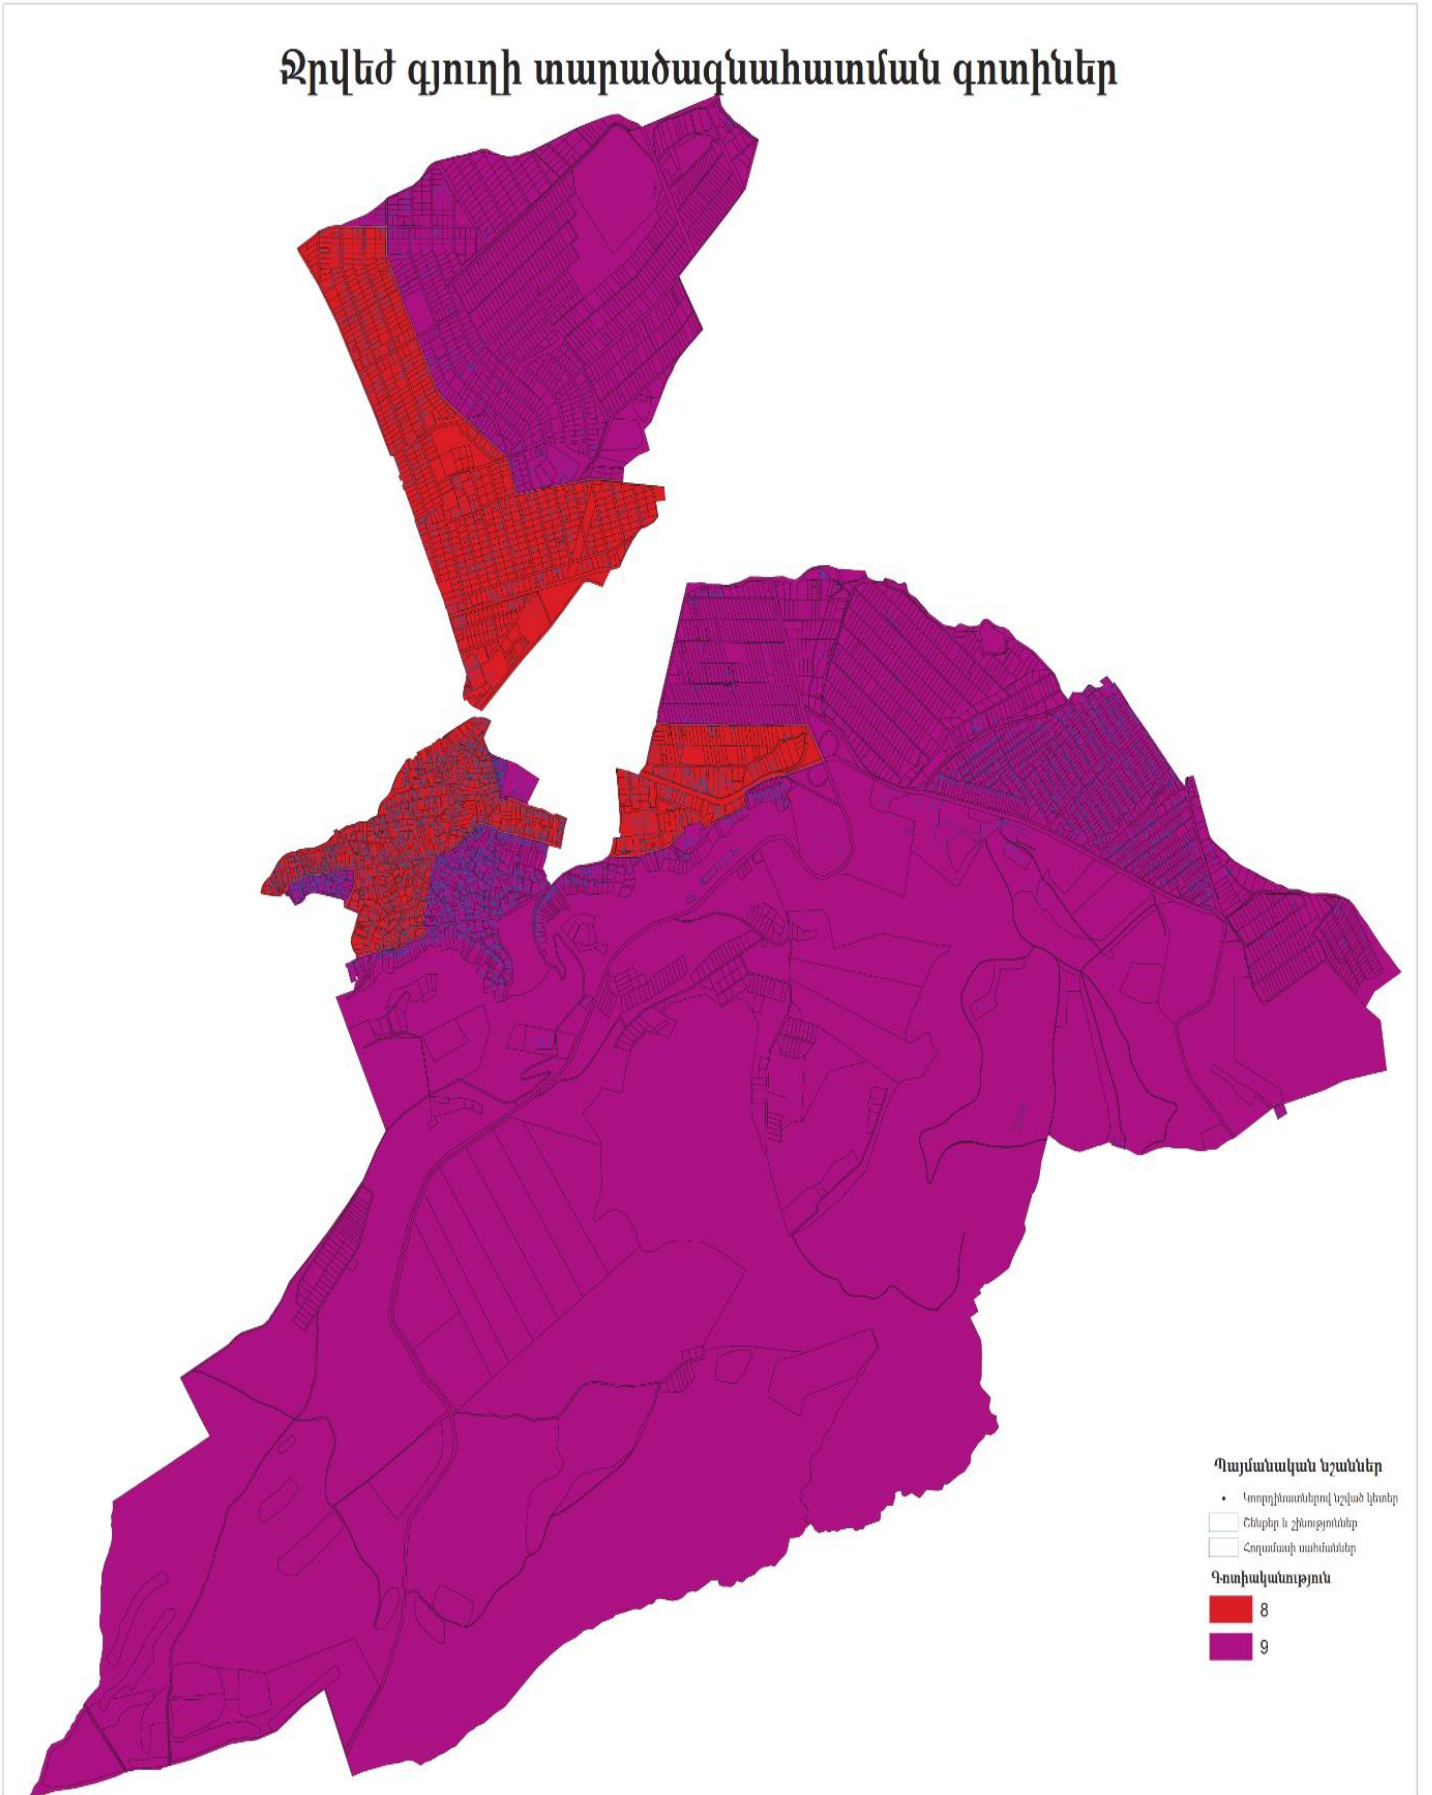 Ջրվեժ գյուղի տարածագնահատման գոտիներ
Պայմանական նշաններ
Կոորդինատներով նշված կետեր
Շենքեր և շինություններ
Հողամասի սահմաններ
Գոտիականություն
8
9